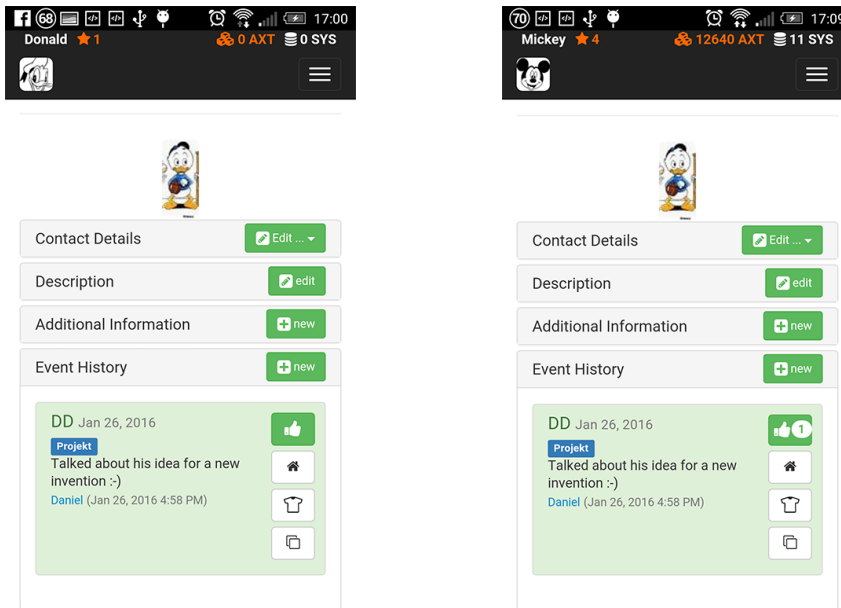 68 17:00
Donald 1 0 AXT 0 SYS
Contact Details Edit ...
Description edit
Additional Information new
Event History new
DD Jan 26, 2016
Projekt
Talked about his idea for a new
invention :-)
Daniel (Jan 26, 2016 4:58 PM)
70 17:09
Mickey 4 12640 AXT 11 SYS
Contact Details Edit ...
Description edit
Additional Information new
Event History new
DD Jan 26, 2016
1
Projekt
Talked about his idea for a new
invention :-)
Daniel (Jan 26, 2016 4:58 PM)